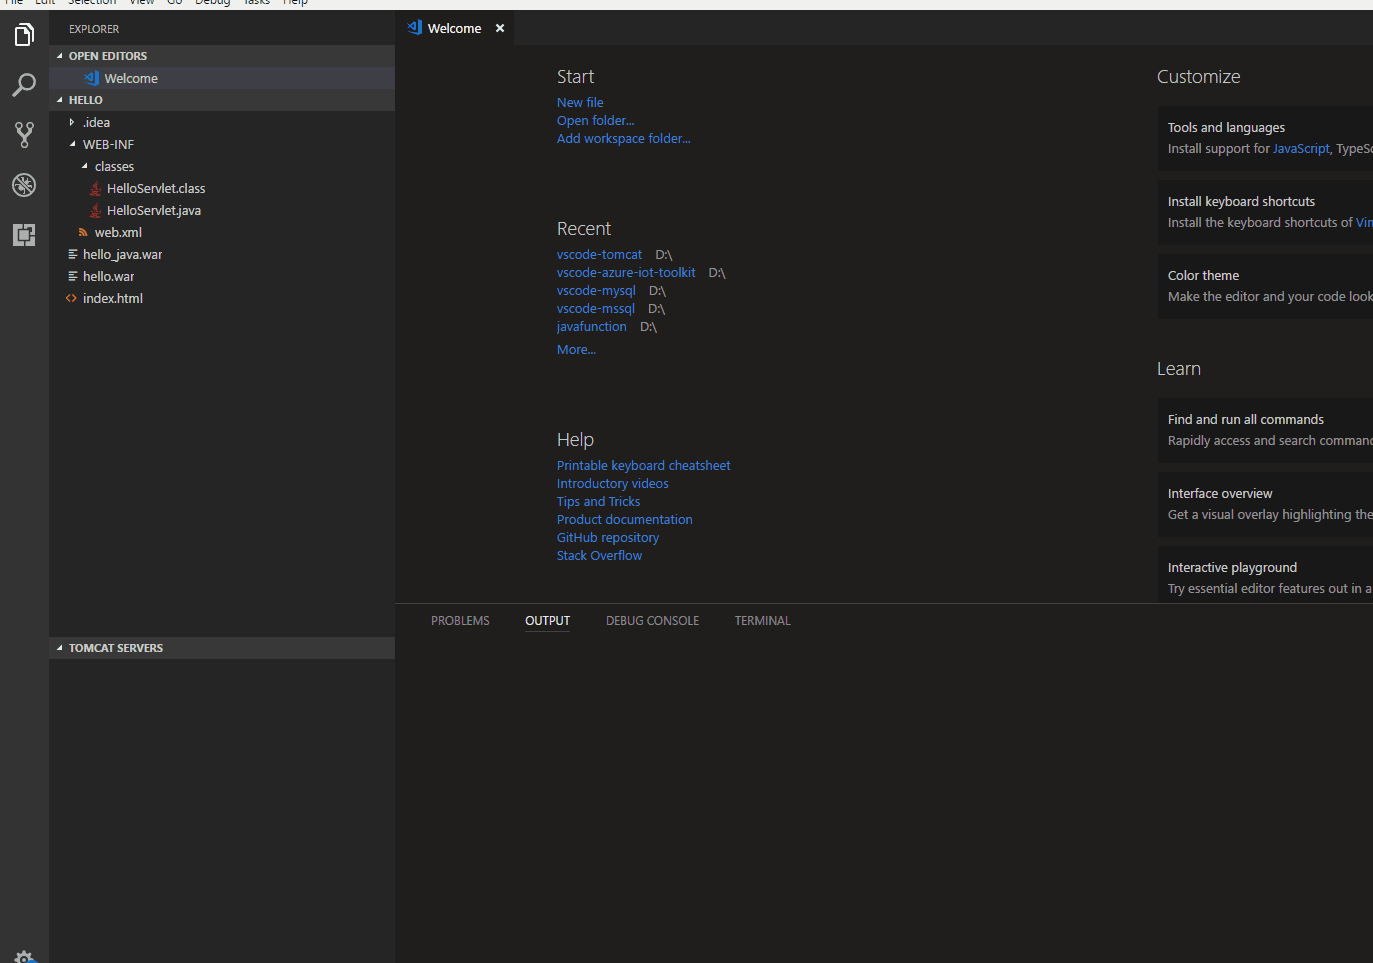 File Edit Selection View Go Debug Tasks Help
EXPLORER
OPEN EDITORS
Welcome
HELLO
.idea
WEB-INF
classes
HelloServlet.class
HelloServlet.java
web.xml
hello_java.war
hello.war
index.html
TOMCAT SERVERS
Welcome
Start
New file
Open folder...
Add workspace folder...
Recent
vscode-tomcat D:\
vscode-azure-iot-toolkit D:\
vscode-mysql D:\
vscode-mssql D:\
javafunction D:\
More...
Help
Printable keyboard cheatsheet
Introductory videos
Tips and Tricks
Product documentation
GitHub repository
Stack Overflow
Customize
Tools and languages
Install support for JavaScript, TypeSc
Install keyboard shortcuts
Install the keyboard shortcuts of Vim
Color theme
Make the editor and your code look
Learn
Find and run all commands
Rapidly access and search comman
Interface overview
Get a visual overlay highlighting the
Interactive playground
Try essential editor features out in a
PROBLEMS OUTPUT DEBUG CONSOLE TERMINAL